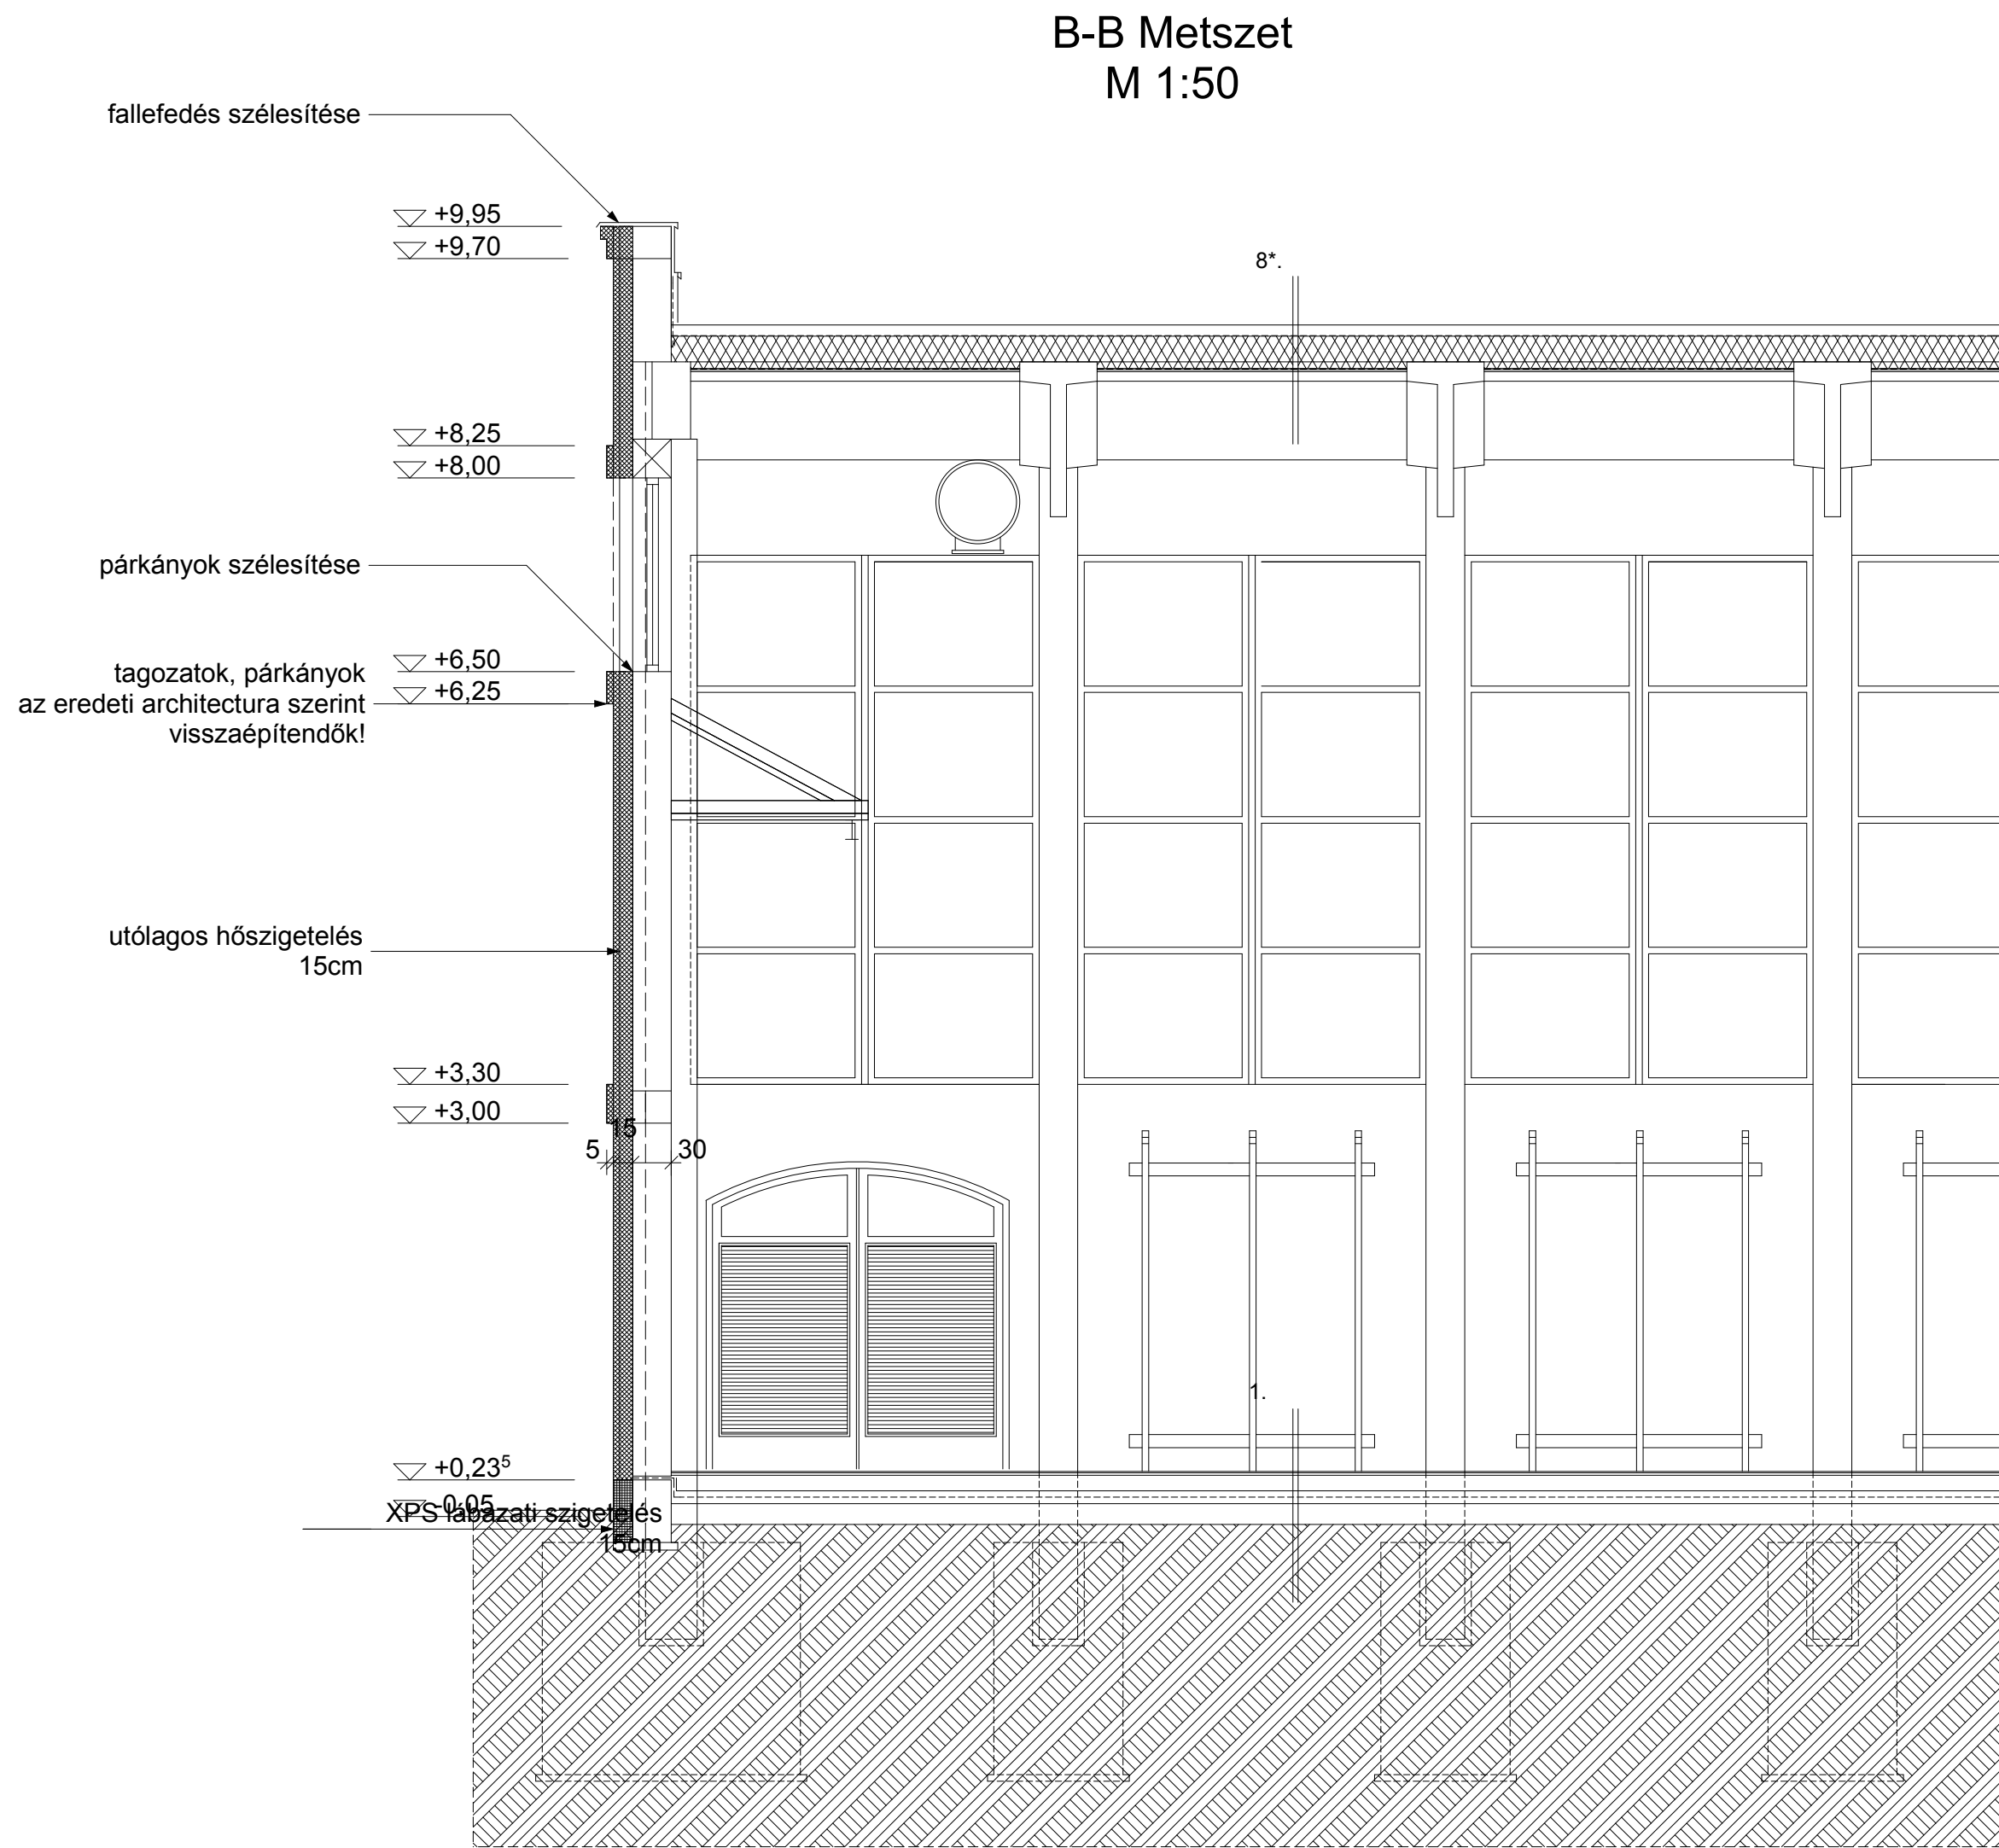 B-B Metszet
M 1:50
fallefedés szélesítése
+9,95
+9,70
8*.
+8,25
+8,00
párkányok szélesítése
+6,50
+6,25
tagozatok, párkányok
az eredeti architectura szerint
visszaépítendők!
utólagos hőszigetelés
15cm
+3,30
+3,00
15
5
30
1.
+0,23⁵
-0,05
XPS lábazati szigetelés
15cm